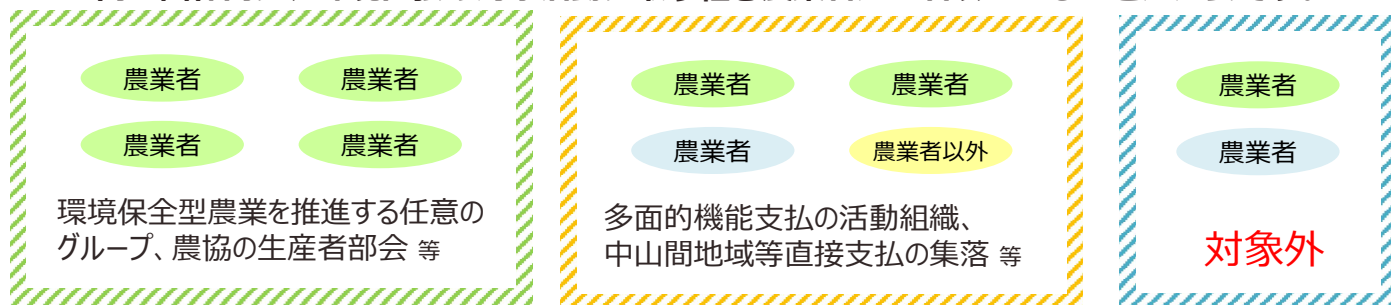 農業者 農業者
農業者 農業者
環境保全型農業を推進する任意の
グループ、農協の生産者部会 等
農業者 農業者
農業者 農業者以外
多面的機能支払の活動組織、
中山間地域等直接支払の集落 等
農業者
農業者
対象外